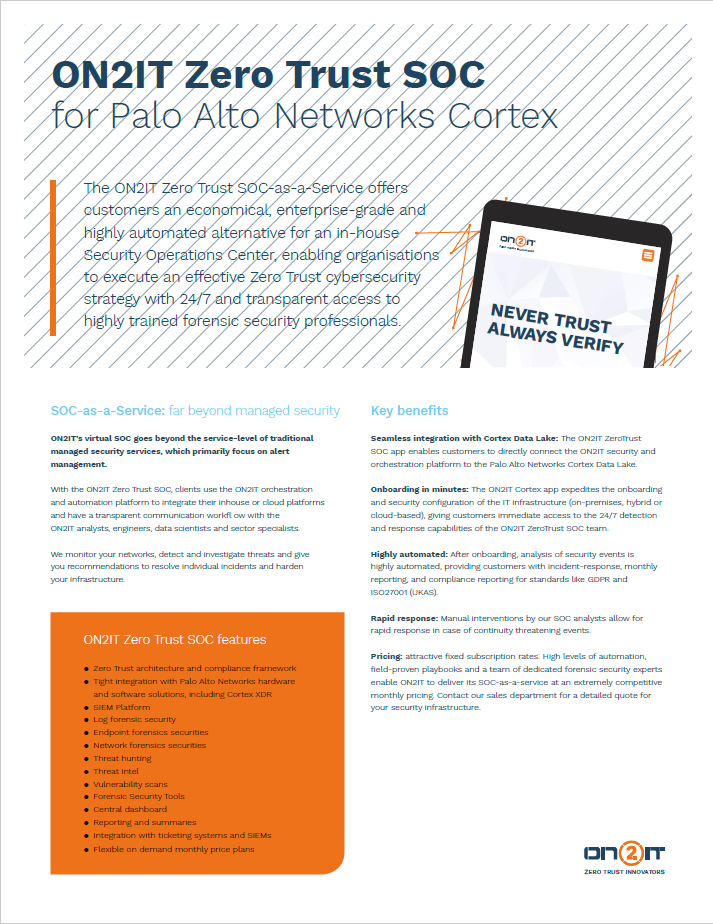 ON2IT Zero Trust SOC
for Palo Alto Networks Cortex
The ON2IT Zero Trust SOC-as-a-Service offers
customers an economical, enterprise-grade and
highly automated alternative for an in-house
Security Operations Center, enabling organisations
to execute an effective Zero Trust cybersecurity
strategy with 24/7 and transparent access to
highly trained forensic security professionals.
ON2IT
ZERO TRUST INNOVATORS
NEVER TRUST
ALWAYS VERIFY
SOC-as-a-Service: far beyond managed security
ON2IT's virtual SOC goes beyond the service-level of traditional
managed security services, which primarily focus on alert
management.
With the ON2IT Zero Trust SOC, clients use the ON2IT orchestration
and automation platform to integrate their inhouse or cloud platforms
and have a transparent communication workfl ow with the
ON2IT analysts, engineers, data scientists and sector specialists.
We monitor your networks, detect and investigate threats and give
you recommendations to resolve individual incidents and harden
your infrastructure.
ON2IT Zero Trust SOC features
● Zero Trust architecture and compliance framework
● Tight integration with Palo Alto Networks hardware
and software solutions, including Cortex XDR
● SIEM Platform
● Log forensic security
● Endpoint forensics securities
● Network forensics securities
● Threat hunting
● Threat Intel
● Vulnerability scans
● Forensic Security Tools
● Central dashboard
● Reporting and summaries
● Integration with ticketing systems and SIEMs
● Flexible on demand monthly price plans
Key benefits
Seamless integration with Cortex Data Lake: The ON2IT ZeroTrust
SOC app enables customers to directly connect the ON2IT security and
orchestration platform to the Palo Alto Networks Cortex Data Lake.
Onboarding in minutes: The ON2IT Cortex app expedites the onboarding
and security configuration of the IT infrastructure (on-premises, hybrid or
cloud-based), giving customers immediate access to the 24/7 detection
and response capabilities of the ON2IT ZeroTrust SOC team.
Highly automated: After onboarding, analysis of security events is
highly automated, providing customers with incident-response, monthly
reporting, and compliance reporting for standards like GDPR and
ISO27001 (UKAS).
Rapid response: Manual interventions by our SOC analysts allow for
rapid response in case of continuity threatening events.
Pricing: attractive fixed subscription rates: High levels of automation,
field-proven playbooks and a team of dedicated forensic security experts
enable ON2IT to deliver its SOC-as-a-service at an extremely competitive
monthly pricing. Contact our sales department for a detailed quote for
your security infrastructure.
ON2IT
ZERO TRUST INNOVATORS